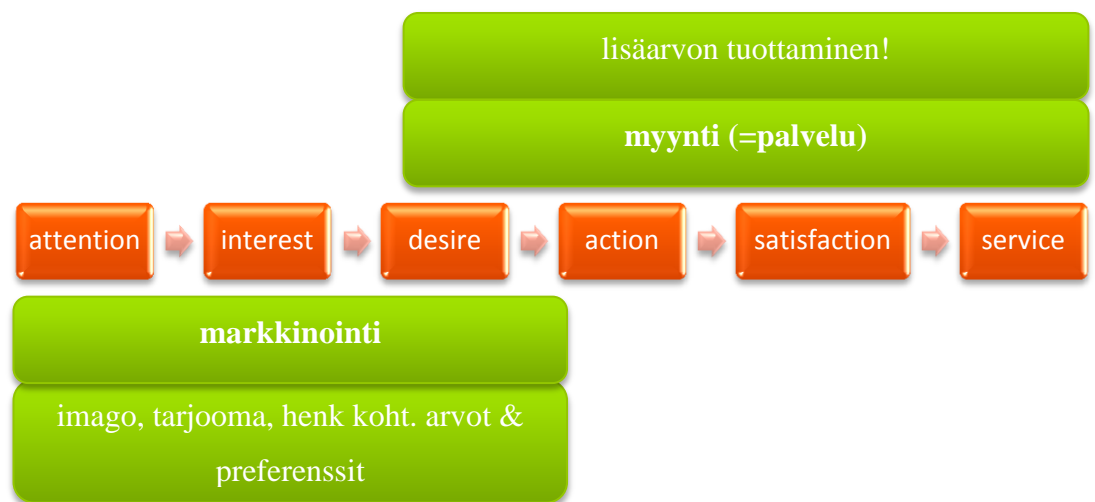 lisäarvon tuottaminen!
myynti (=palvelu)
attention interest desire action satisfaction service
markkinointi
imago, tarjooma, henk koht. arvot &
preferenssit